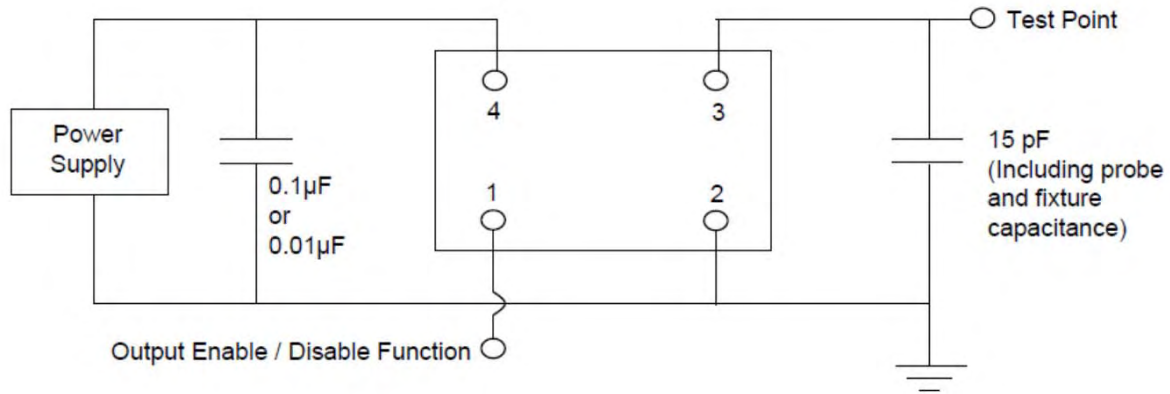 Test Point
4
3
Power
Supply
15 pF
(Including probe
and fixture
capacitance)
0.1µF
or
0.01µF
1
2
Output Enable / Disable Function